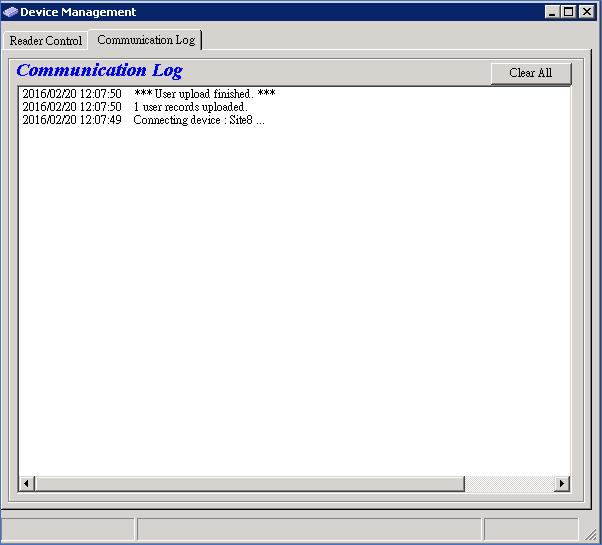 Device Management
Reader Control
Communication Log
Communication Log
Clear All
2016/02/20 12:07:50 *** User upload finished. ***
2016/02/20 12:07:50 1 user records uploaded.
2016/02/20 12:07:49 Connecting device : Site8 ...